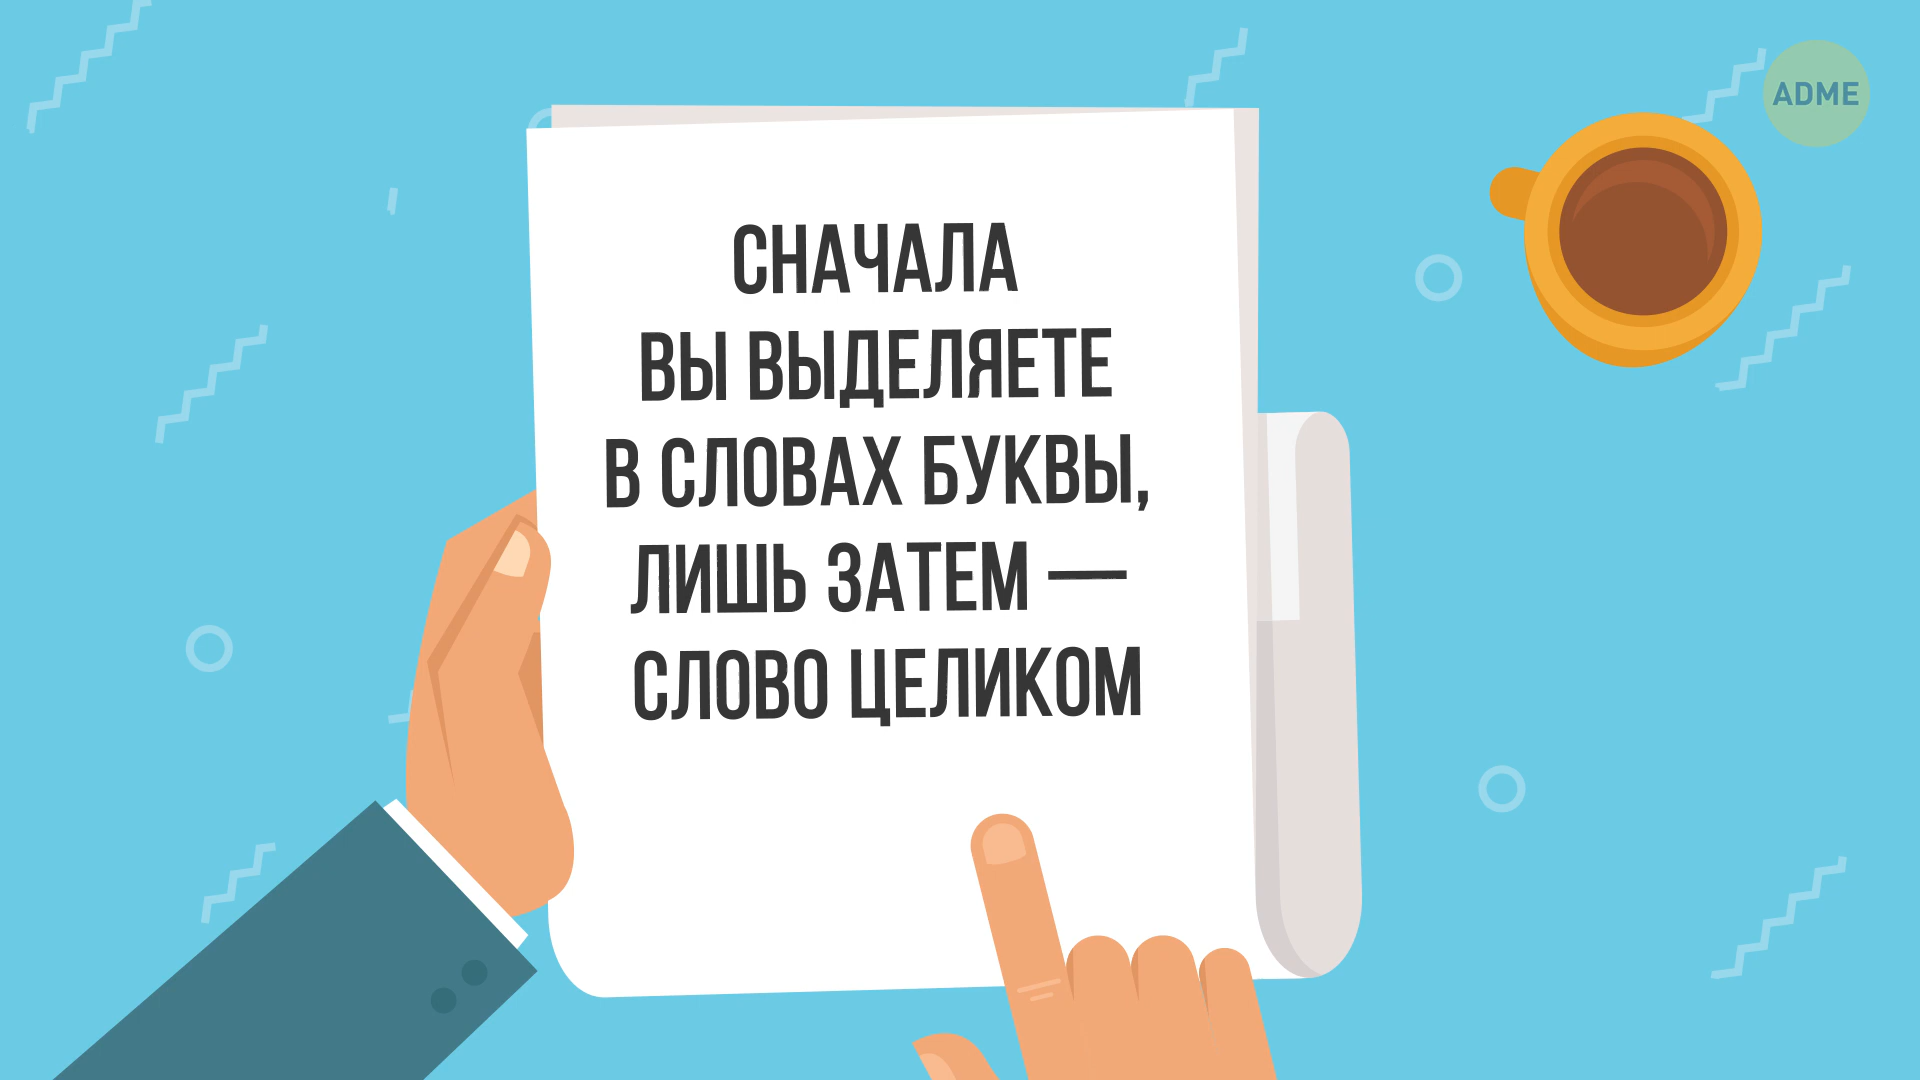 СНАЧАЛА
ВЫ ВЫДЕЛЯЕТЕ
В СЛОВАХ БУКВЫ,
ЛИШЬ ЗАТЕМ —
СЛОВО ЦЕЛИКОМ
ADME